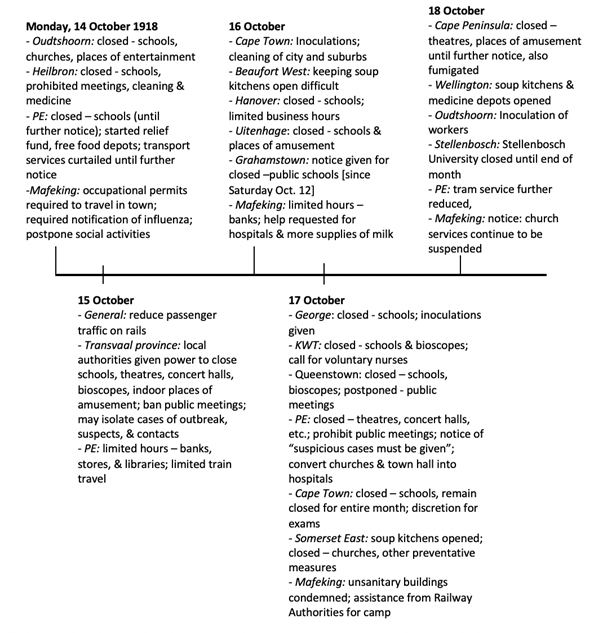 Monday, 14 October 1918
- Oudtshoorn: closed - schools,
churches, places of entertainment
- Heilbron: closed - schools,
prohibited meetings, cleaning &
medicine
- PE: closed – schools (until
further notice); started relief
fund, free food depots; transport
services curtailed until further
notice
-Mafeking: occupational permits
required to travel in town;
required notification of influenza;
postpone social activities
15 October
- General: reduce passenger
traffic on rails
- Transvaal province: local
authorities given power to close
schools, theatres, concert halls,
bioscopes, indoor places of
amusement; ban public meetings;
may isolate cases of outbreak,
suspects, & contacts
- PE: limited hours – banks,
stores, & libraries; limited train
travel
16 October
- Cape Town: Inoculations;
cleaning of city and suburbs
- Beaufort West: keeping soup
kitchens open difficult
- Hanover: closed - schools;
limited business hours
- Uitenhage: closed - schools &
places of amusement
- Grahamstown: notice given for
closed –public schools [since
Saturday Oct. 12]
- Mafeking: limited hours –
banks; help requested for
hospitals & more supplies of milk
17 October
- George: closed - schools; inoculations
given
- KWT: closed - schools & bioscopes;
call for voluntary nurses
- Queenstown: closed – schools,
bioscopes; postponed - public
meetings
- PE: closed – theatres, concert halls,
etc.; prohibit public meetings; notice of
“suspicious cases must be given”;
convert churches & town hall into
hospitals
- Cape Town: closed – schools, remain
closed for entire month; discretion for
exams
- Somerset East: soup kitchens opened;
closed – churches, other preventative
measures
- Mafeking: unsanitary buildings
condemned; assistance from Railway
Authorities for camp
18 October
- Cape Peninsula: closed –
theatres, places of amusement
until further notice, also
fumigated
- Wellington: soup kitchens &
medicine depots opened
- Oudtshoorn: Inoculation of
workers
- Stellenbosch: Stellenbosch
University closed until end of
month
- PE: tram service further
reduced,
- Mafeking: notice: church
services continue to be
suspended